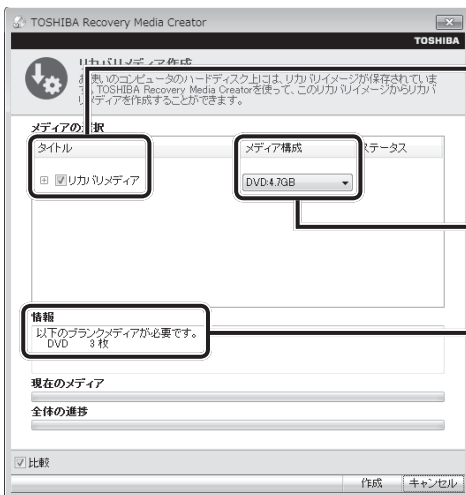 TOSHIBA Recovery Media Creator
TOSHIBA
リカバリメディア作成
お使いのコンピュータのハードディスク上には、リカバリイメージが保存されていま
す。TOSHIBA Recovery Media Creatorを使って、このリカバリイメージからリカバ
リメディアを作成することができます。
メディアの選択
タイトル メディア構成 ステータス
リカバリメディア DVD:4.7GB
情報
以下のブランクメディアが必要です。
DVD 3 枚
現在のメディア
全体の進捗
比較
作成 キャンセル